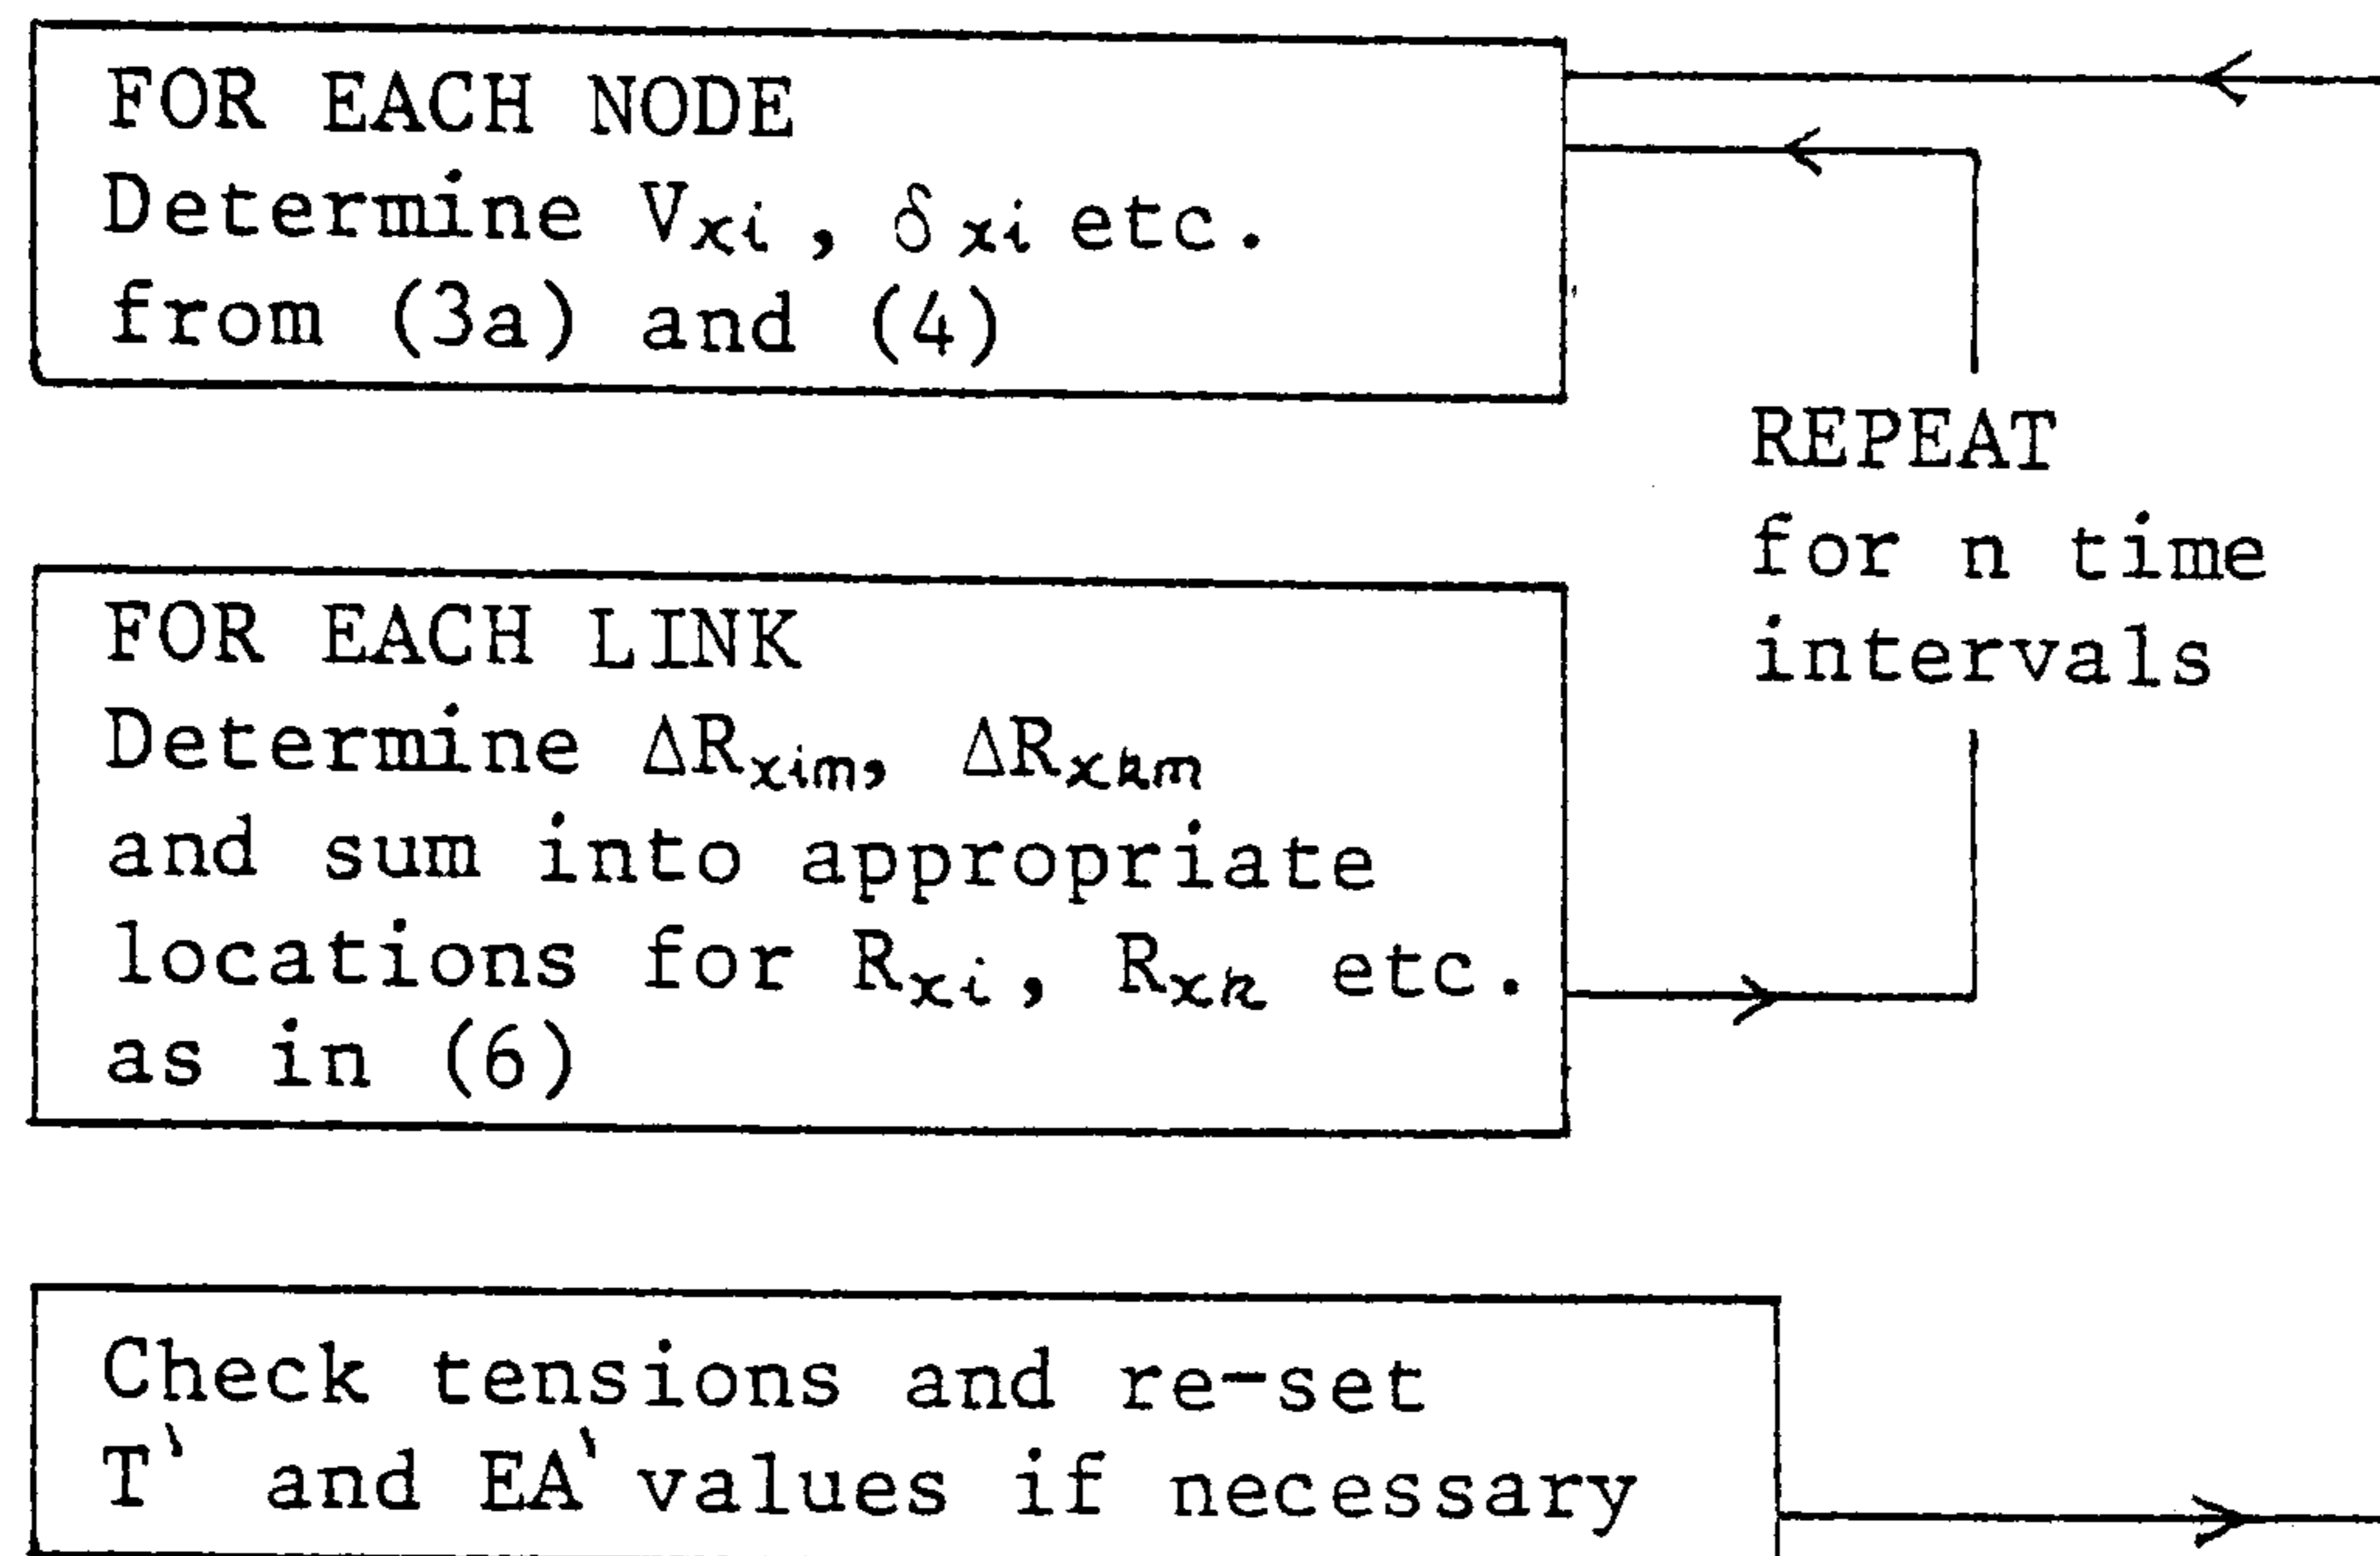 FOR EACH NODE
Determine Vxi , δxi etc.
from (3a) and (4)
REPEAT
for n time
intervals
FOR EACH LINK
Determine ΔRxim, ΔRxkm
and sum into appropriate
locations for Rxi , Rxk etc.
as in (6)
Check tensions and re-set
T' and EA' values if necessary